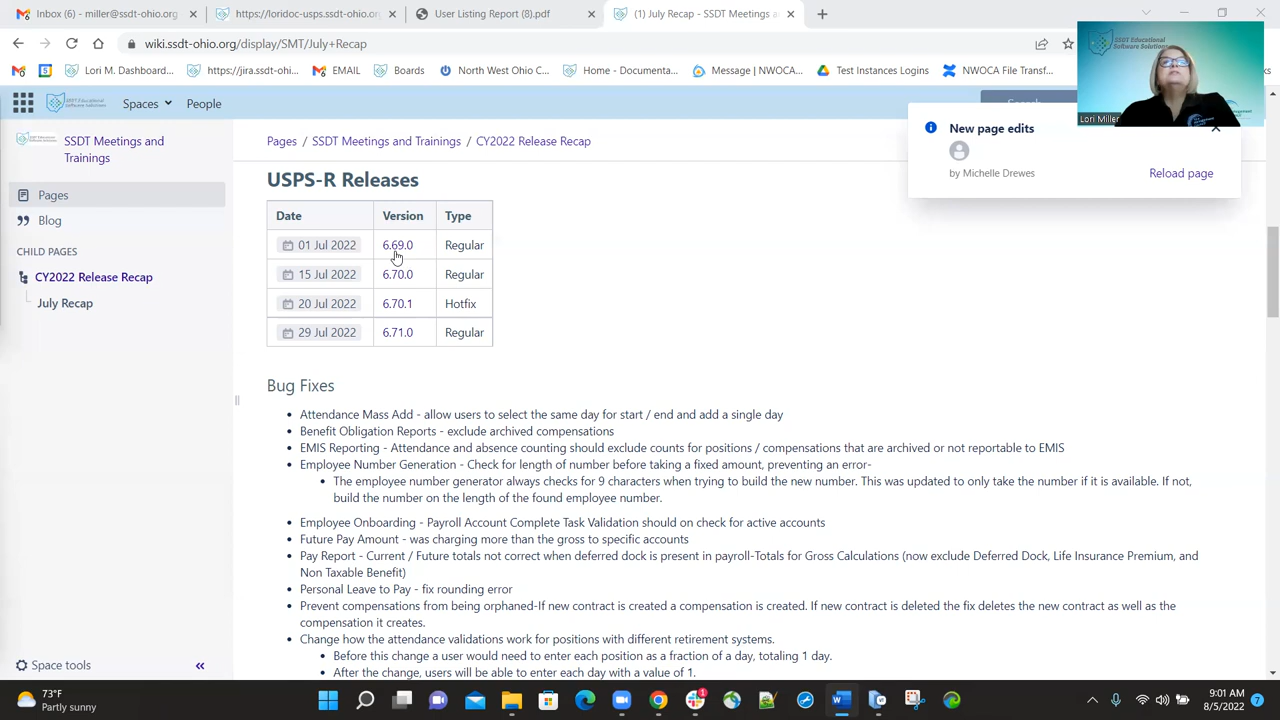 Inbox (6) - miller@ssdt-ohio.org
https://loridoc-usps.ssdt-ohio.org
User Listing Report (8).pdf
(1) July Recap - SSDT Meetings a
wiki.ssdt-ohio.org/display/SMT/July+Recap
Lori M. Dashboard...
https://jira.ssdt-ohi...
EMAIL
Boards
North West Ohio C...
Home - Documenta...
Message | NWOCA...
Test Instances Logins
NWOCA File Transf...
SSDT Educational
Software Solutions
Lori Miller
Spaces
People
New page edits
by Michelle Drewes
Reload page
SSDT Meetings and
Trainings
Pages
Blog
CHILD PAGES
CY2022 Release Recap
July Recap
Space tools
Pages / SSDT Meetings and Trainings / CY2022 Release Recap
USPS-R Releases
Date Version Type
01 Jul 2022 6.69.0 Regular
15 Jul 2022 6.70.0 Regular
20 Jul 2022 6.70.1 Hotfix
29 Jul 2022 6.71.0 Regular
Bug Fixes
Attendance Mass Add - allow users to select the same day for start / end and add a single day
Benefit Obligation Reports - exclude archived compensations
EMIS Reporting - Attendance and absence counting should exclude counts for positions / compensations that are archived or not reportable to EMIS
Employee Number Generation - Check for length of number before taking a fixed amount, preventing an error-
The employee number generator always checks for 9 characters when trying to build the new number. This was updated to only take the number if it is available. If not,
build the number on the length of the found employee number.
Employee Onboarding - Payroll Account Complete Task Validation should on check for active accounts
Future Pay Amount - was charging more than the gross to specific accounts
Pay Report - Current / Future totals not correct when deferred dock is present in payroll-Totals for Gross Calculations (now exclude Deferred Dock, Life Insurance Premium, and
Non Taxable Benefit)
Personal Leave to Pay - fix rounding error
Prevent compensations from being orphaned-If new contract is created a compensation is created. If new contract is deleted the fix deletes the new contract as well as the
compensation it creates.
Change how the attendance validations work for positions with different retirement systems.
Before this change a user would need to enter each position as a fraction of a day, totaling 1 day.
After the change, users will be able to enter each day with a value of 1.
73°F
Partly sunny
9:01 AM
8/5/2022